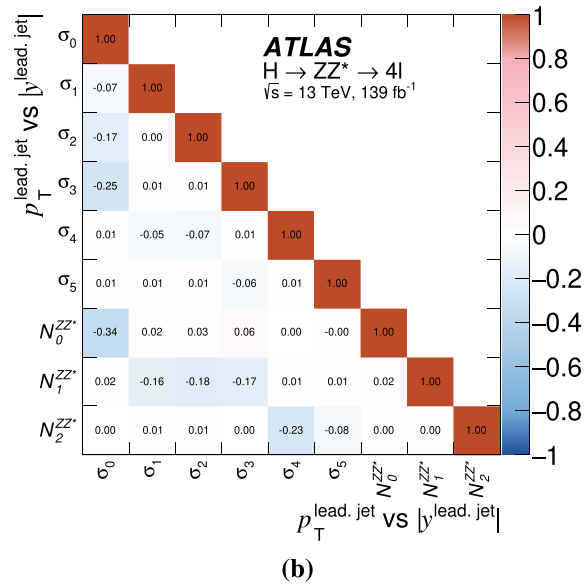 ATLAS
H → ZZ* → 4l
√s = 13 TeV, 139 fb⁻¹
p_T^lead. jet vs |y^lead. jet|
σ₀ 1.00
σ₁ -0.07 1.00
σ₂ -0.17 0.00 1.00
σ₃ -0.25 0.01 0.01 1.00
σ₄ 0.01 -0.05 -0.07 0.01 1.00
σ₅ 0.01 0.01 0.01 -0.06 0.01 1.00
N_0^ZZ* -0.34 0.02 0.03 0.06 0.00 -0.00 1.00
N_1^ZZ* 0.02 -0.16 -0.18 -0.17 0.01 0.01 0.02 1.00
N_2^ZZ* 0.00 0.01 0.01 0.00 -0.23 -0.08 0.00 0.00 1.00
σ₀ σ₁ σ₂ σ₃ σ₄ σ₅ N_0^ZZ* N_1^ZZ* N_2^ZZ*
p_T^lead. jet vs |y^lead. jet|
1
0.8
0.6
0.4
0.2
0
−0.2
−0.4
−0.6
−0.8
−1
(b)